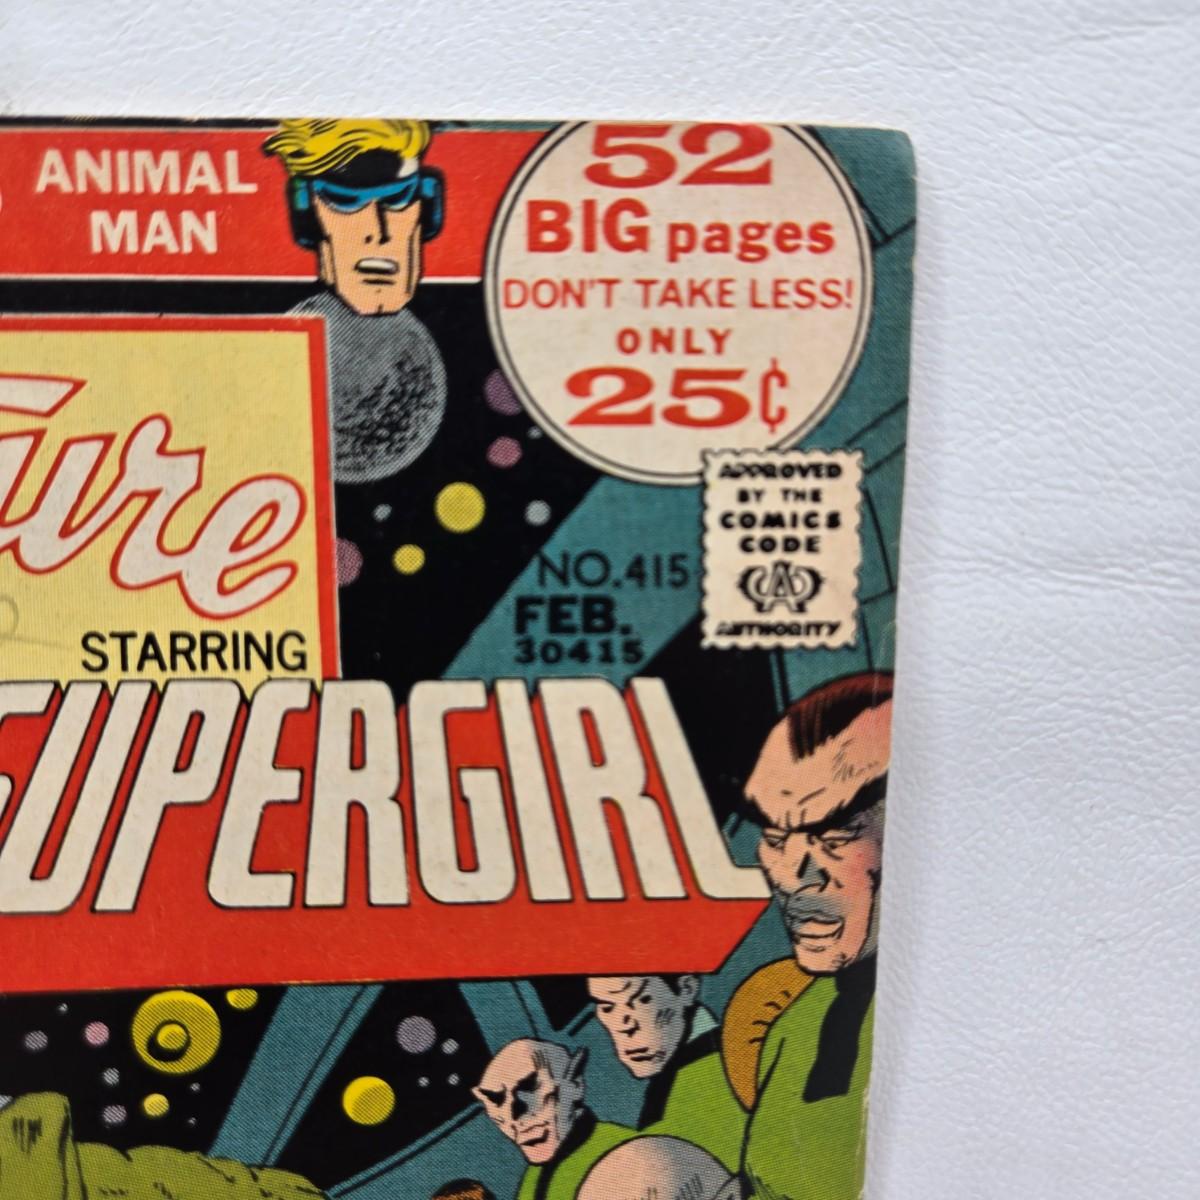 ANIMAL
MAN
52
BIG pages
DON'T TAKE LESS!
ONLY
25¢
APPROVED
BY THE
COMICS
CODE
AUTHORITY
ture
NO.415
FEB.
30415
STARRING
SUPERGIRL